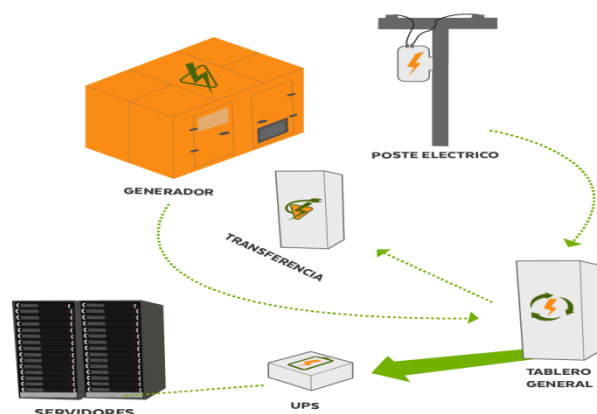 POSTE ELECTRICO
GENERADOR
TRANSFERENCIA
TABLERO
GENERAL
UPS
SERVIDORES